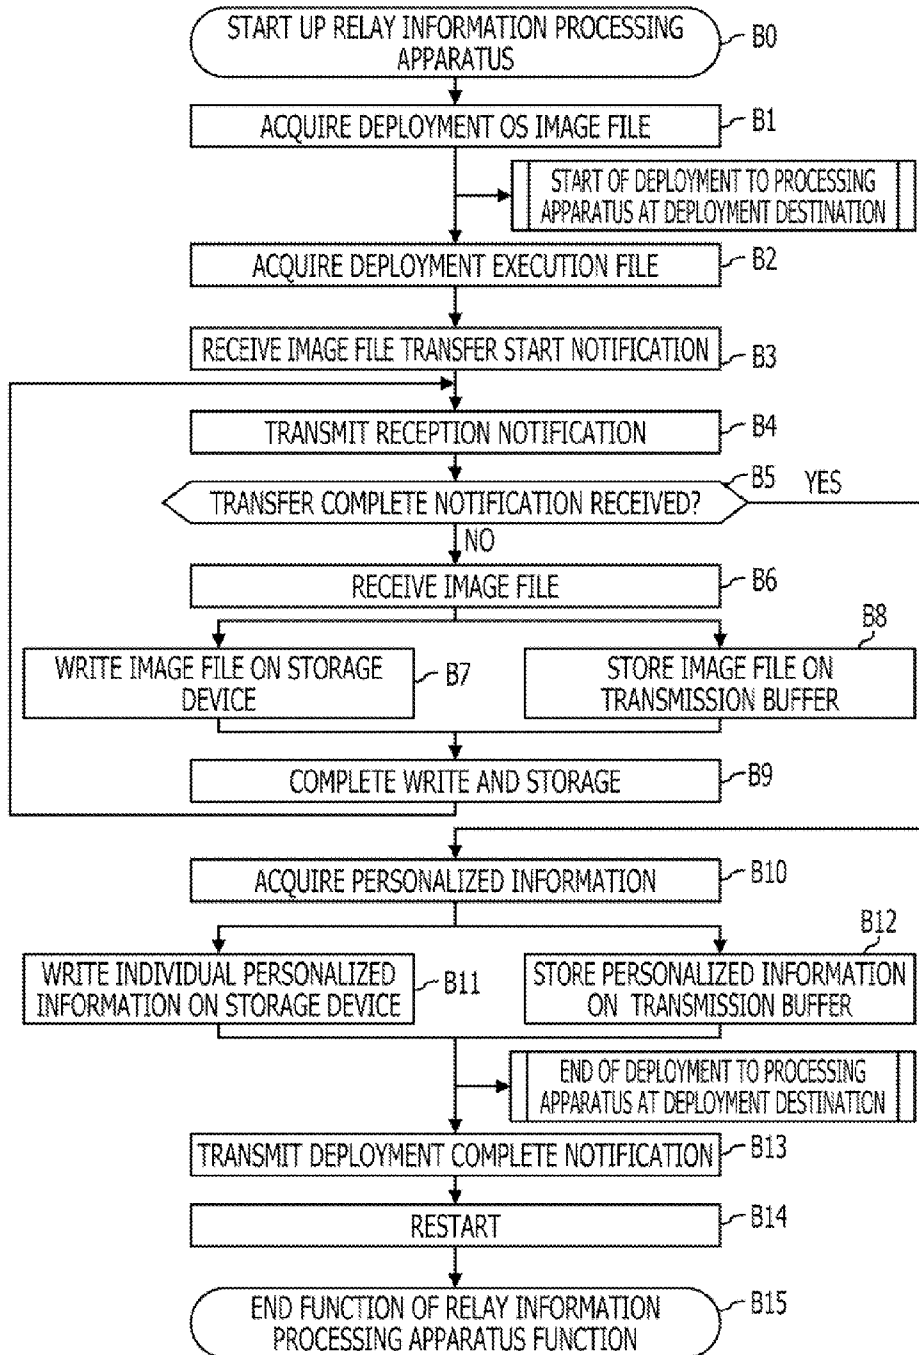 START UP RELAY INFORMATION PROCESSING
APPARATUS
B0
ACQUIRE DEPLOYMENT OS IMAGE FILE
B1
START OF DEPLOYMENT TO PROCESSING
APPARATUS AT DEPLOYMENT DESTINATION
ACQUIRE DEPLOYMENT EXECUTION FILE
B2
RECEIVE IMAGE FILE TRANSFER START NOTIFICATION
B3
TRANSMIT RECEPTION NOTIFICATION
B4
TRANSFER COMPLETE NOTIFICATION RECEIVED?
B5
YES
NO
RECEIVE IMAGE FILE
B6
WRITE IMAGE FILE ON STORAGE
DEVICE
B7
STORE IMAGE FILE ON
TRANSMISSION BUFFER
B8
COMPLETE WRITE AND STORAGE
B9
ACQUIRE PERSONALIZED INFORMATION
B10
WRITE INDIVIDUAL PERSONALIZED
INFORMATION ON STORAGE DEVICE
B11
STORE PERSONALIZED INFORMATION
ON TRANSMISSION BUFFER
B12
END OF DEPLOYMENT TO PROCESSING
APPARATUS AT DEPLOYMENT DESTINATION
TRANSMIT DEPLOYMENT COMPLETE NOTIFICATION
B13
RESTART
B14
END FUNCTION OF RELAY INFORMATION
PROCESSING APPARATUS FUNCTION
B15